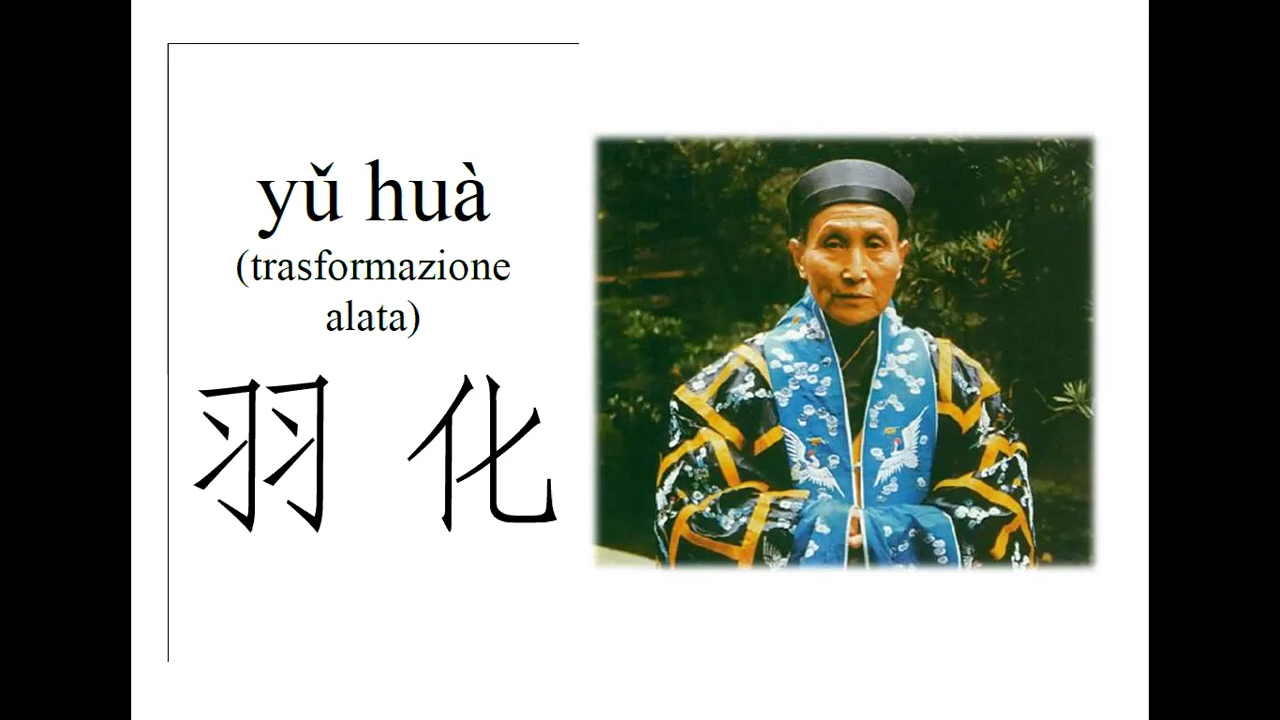 yǔ huà
(trasformazione
alata)
羽 化